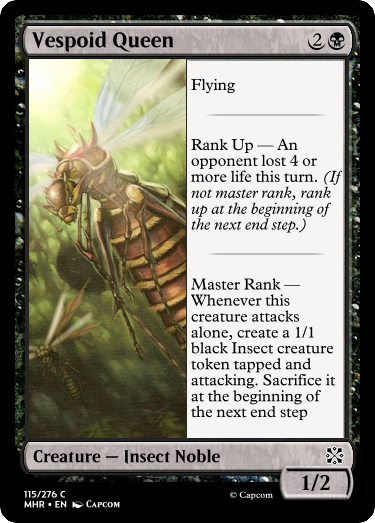 Vespoid Queen 2
Flying
Rank Up — An
opponent lost 4 or
more life this turn. (If
not master rank, rank
up at the beginning of
the next end step.)
Master Rank —
Whenever this
creature attacks
alone, create a 1/1
black Insect creature
token tapped and
attacking. Sacrifice it
at the beginning of
the next end step
Creature — Insect Noble
1/2
115/276 C
MHR • EN Capcom
© Capcom